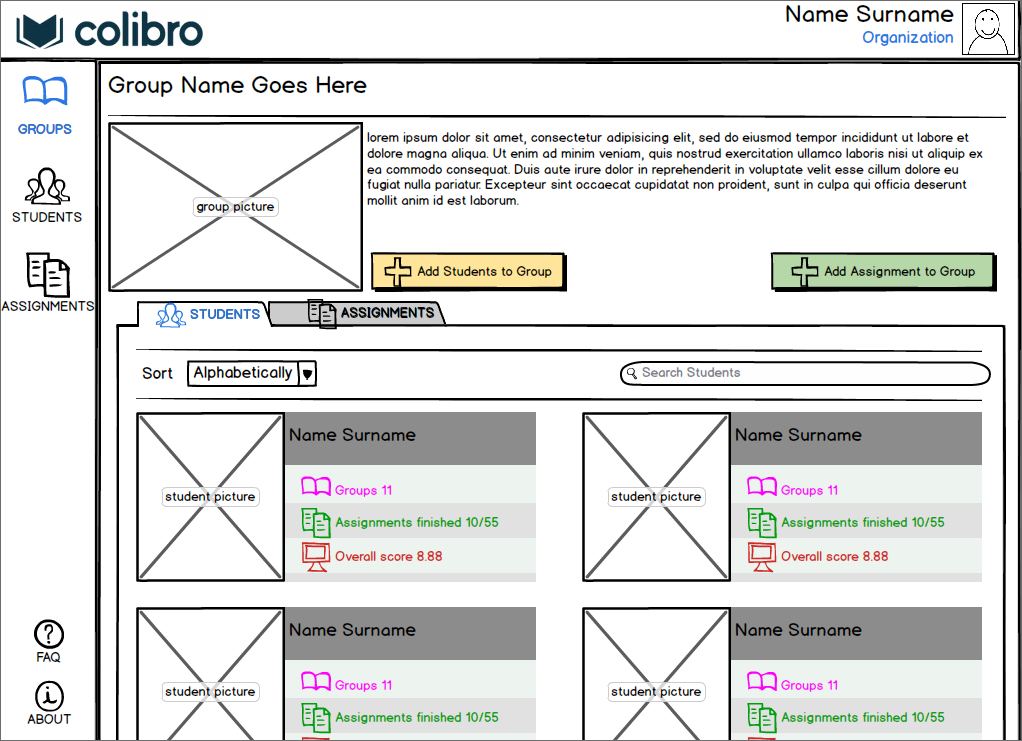 colibro
Name Surname
Organization
GROUPS
STUDENTS
ASSIGNMENTS
FAQ
ABOUT
Group Name Goes Here
group picture
lorem ipsum dolor sit amet, consectetur adipisicing elit, sed do eiusmod tempor incididunt ut labore et
dolore magna aliqua. Ut enim ad minim veniam, quis nostrud exercitation ullamco laboris nisi ut aliquip ex
ea commodo consequat. Duis aute irure dolor in reprehenderit in voluptate velit esse cillum dolore eu
fugiat nulla pariatur. Excepteur sint occaecat cupidatat non proident, sunt in culpa qui officia deserunt
mollit anim id est laborum.
Add Students to Group
Add Assignment to Group
STUDENTS
ASSIGNMENTS
Sort
Alphabetically
Search Students
student picture
Name Surname
Groups 11
Assignments finished 10/55
Overall score 8.88
student picture
Name Surname
Groups 11
Assignments finished 10/55
Overall score 8.88
student picture
Name Surname
Groups 11
Assignments finished 10/55
student picture
Name Surname
Groups 11
Assignments finished 10/55